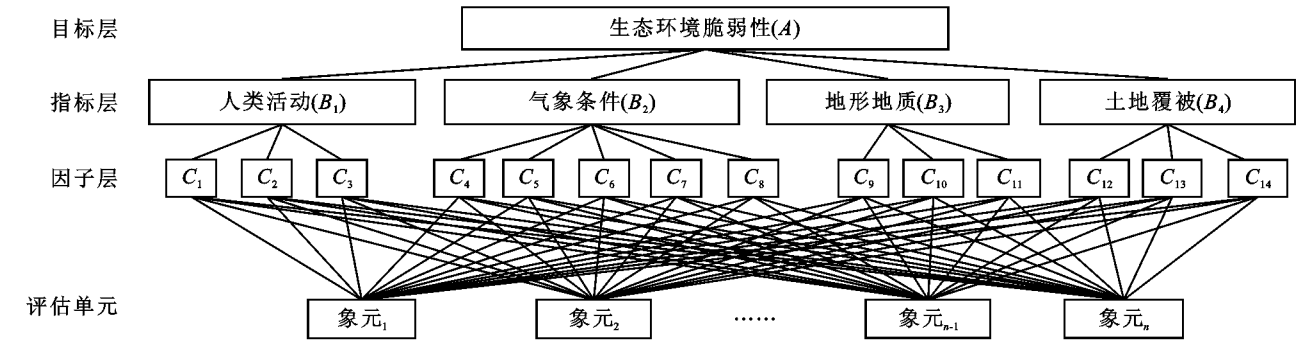 目标层 生态环境脆弱性(A)
指标层 人类活动(B₁) 气象条件(B₂) 地形地质(B₃) 土地覆被(B₄)
因子层 C₁ C₂ C₃ C₄ C₅ C₆ C₇ C₈ C₉ C₁₀ C₁₁ C₁₂ C₁₃ C₁₄
评估单元 象元₁ 象元₂ …… 象元ₙ₋₁ 象元ₙ